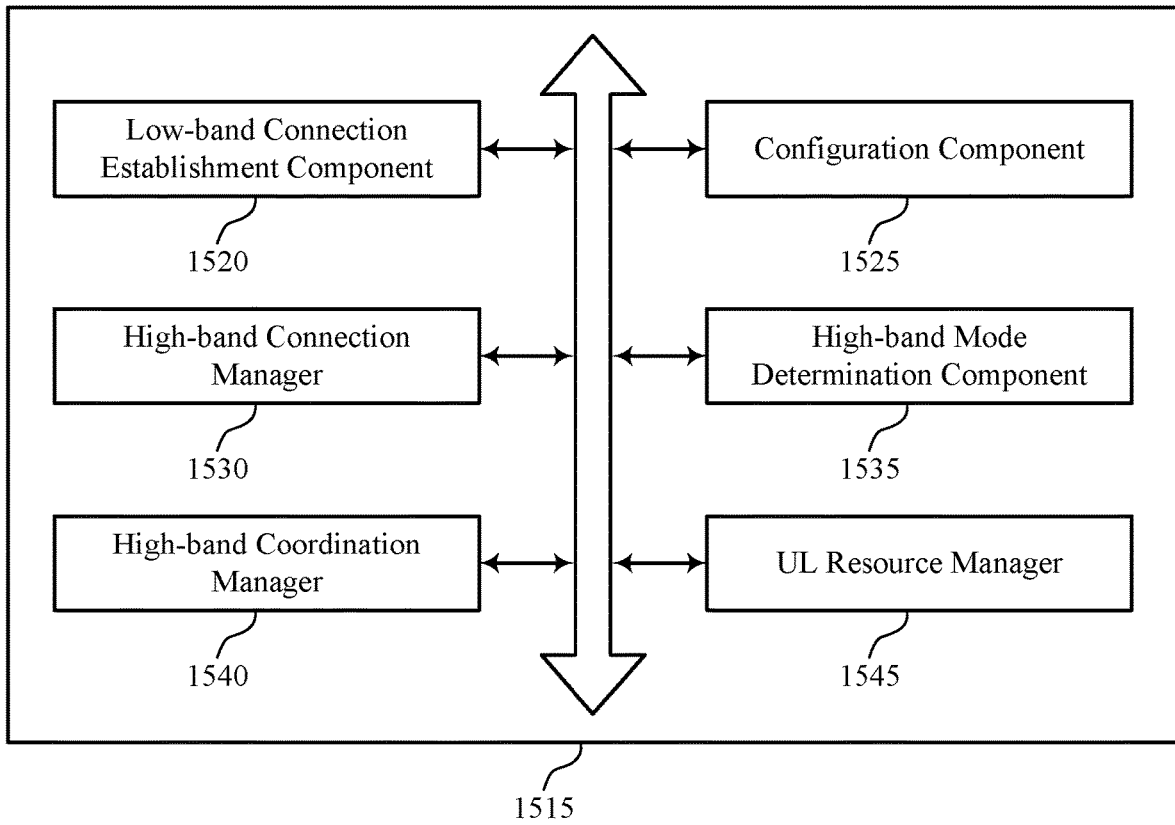 Low-band Connection
Establishment Component
1520
Configuration Component
1525
High-band Connection
Manager
1530
High-band Mode
Determination Component
1535
High-band Coordination
Manager
1540
UL Resource Manager
1545
1515